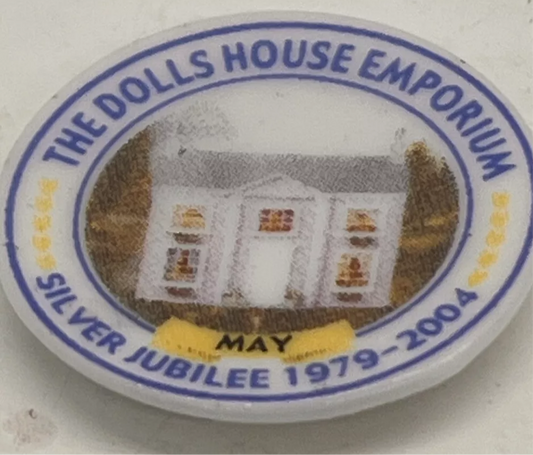 THE DOLLS HOUSE EMPORIUM
MAY
SILVER JUBILEE 1979-2004